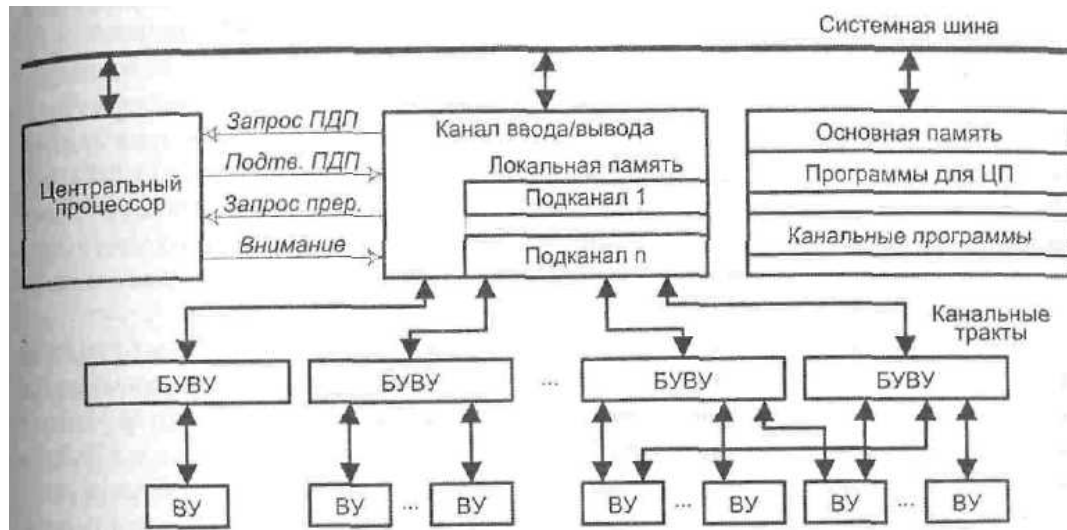 Системная шина
Запрос ПДП
Подтв. ПДП
Запрос прер.
Внимание
Центральный
процессор
Канал ввода/вывода
Локальная память
Подканал 1
Подканал n
Основная память
Программы для ЦП
Канальные программы
Канальные
тракты
БУВУ
БУВУ
...
БУВУ
БУВУ
ВУ
ВУ
...
ВУ
ВУ
...
ВУ
ВУ
...
ВУ